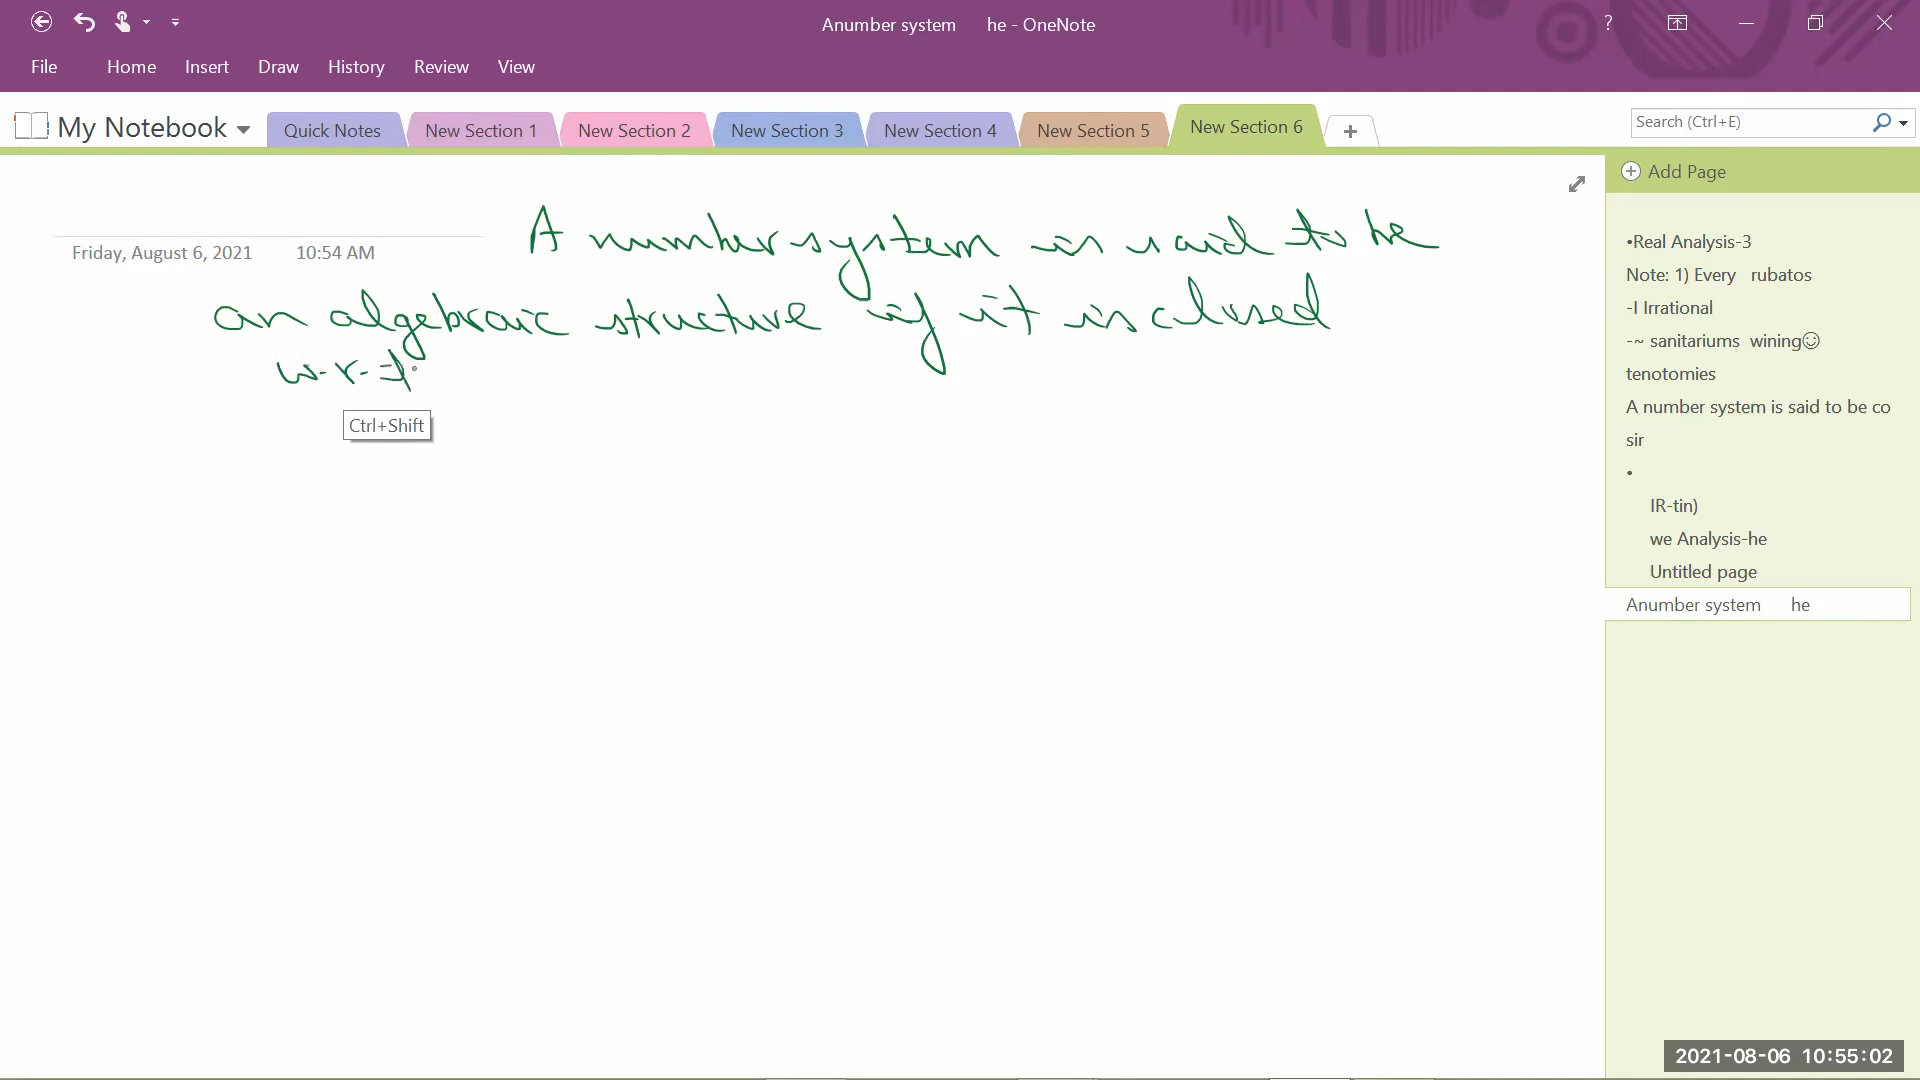 Anumber system he - OneNote
?
File Home Insert Draw History Review View
My Notebook
Quick Notes New Section 1 New Section 2 New Section 3 New Section 4 New Section 5 New Section 6 +
Search (Ctrl+E)
Add Page
A number system is said to be
Friday, August 6, 2021 10:54 AM
an algebraic structure if it is closed
w.r.t
Ctrl+Shift
•Real Analysis-3
Note: 1) Every rubatos
-I Irrational
-~ sanitariums wining☺
tenotomies
A number system is said to be co
sir
•
IR-tin)
we Analysis-he
Untitled page
Anumber system he
2021-08-06 10:55:02